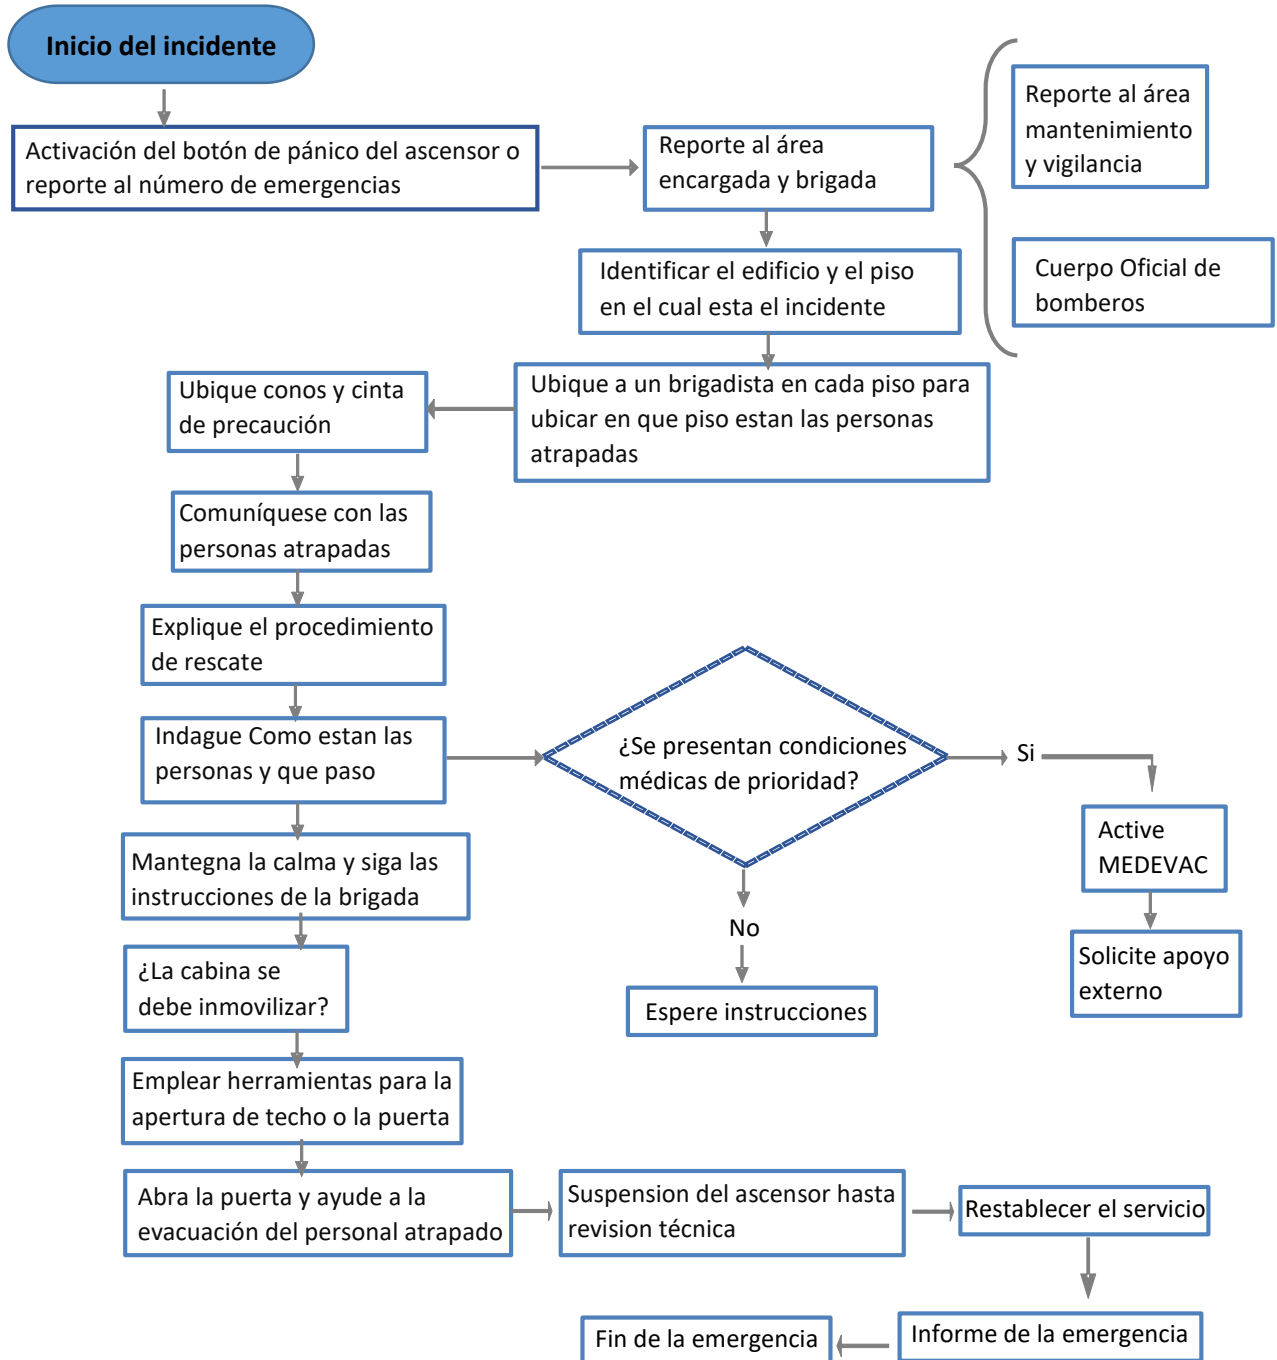 Inicio del incidente
Activación del botón de pánico del ascensor o
reporte al número de emergencias
Reporte al área
encargada y brigada
Reporte al área
mantenimiento
y vigilancia
Cuerpo Oficial de
bomberos
Identificar el edificio y el piso
en el cual esta el incidente
Ubique a un brigadista en cada piso para
ubicar en que piso estan las personas
atrapadas
Ubique conos y cinta
de precaución
Comuníquese con las
personas atrapadas
Explique el procedimiento
de rescate
Indague Como estan las
personas y que paso
¿Se presentan condiciones
médicas de prioridad?
Si
Active
MEDEVAC
Solicite apoyo
externo
No
Espere instrucciones
Mantegna la calma y siga las
instrucciones de la brigada
¿La cabina se
debe inmovilizar?
Emplear herramientas para la
apertura de techo o la puerta
Abra la puerta y ayude a la
evacuación del personal atrapado
Suspension del ascensor hasta
revision técnica
Restablecer el servicio
Informe de la emergencia
Fin de la emergencia